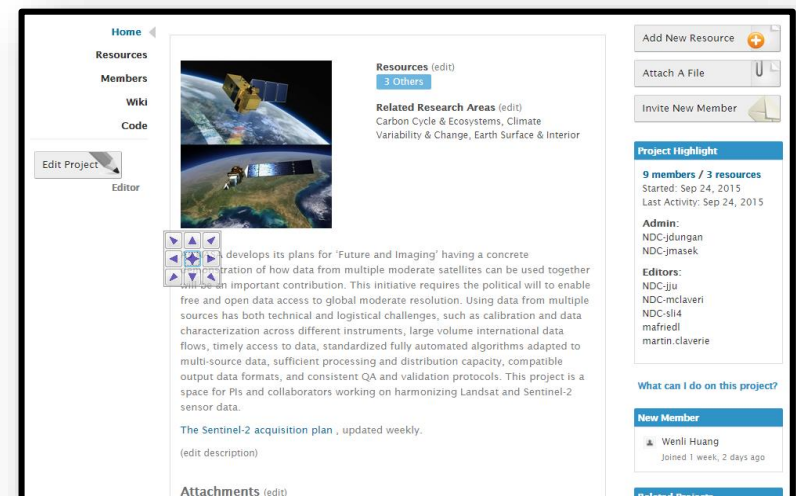 Home
Resources
Members
Wiki
Code
Edit Project
Editor
Resources (edit)
3 Others
Related Research Areas (edit)
Carbon Cycle & Ecosystems, Climate
Variability & Change, Earth Surface & Interior
develops its plans for 'Future and Imaging' having a concrete
of how data from multiple moderate satellites can be used together
an important contribution. This initiative requires the political will to enable
free and open data access to global moderate resolution. Using data from multiple
sources has both technical and logistical challenges, such as calibration and data
characterization across different instruments, large volume international data
flows, timely access to data, standardized fully automated algorithms adapted to
multi-source data, sufficient processing and distribution capacity, compatible
output data formats, and consistent QA and validation protocols. This project is a
space for PIs and collaborators working on harmonizing Landsat and Sentinel-2
sensor data.
The Sentinel-2 acquisition plan , updated weekly.
(edit description)
Attachments (edit)
Add New Resource
Attach A File
Invite New Member
Project Highlight
9 members / 3 resources
Started: Sep 24, 2015
Last Activity: Sep 24, 2015
Admin:
NDC-jdungan
NDC-jmasek
Editors:
NDC-jju
NDC-mclaveri
NDC-sli4
mafriedl
martin.claverie
What can I do on this project?
New Member
Wenli Huang
Joined 1 week, 2 days ago
Related Projects